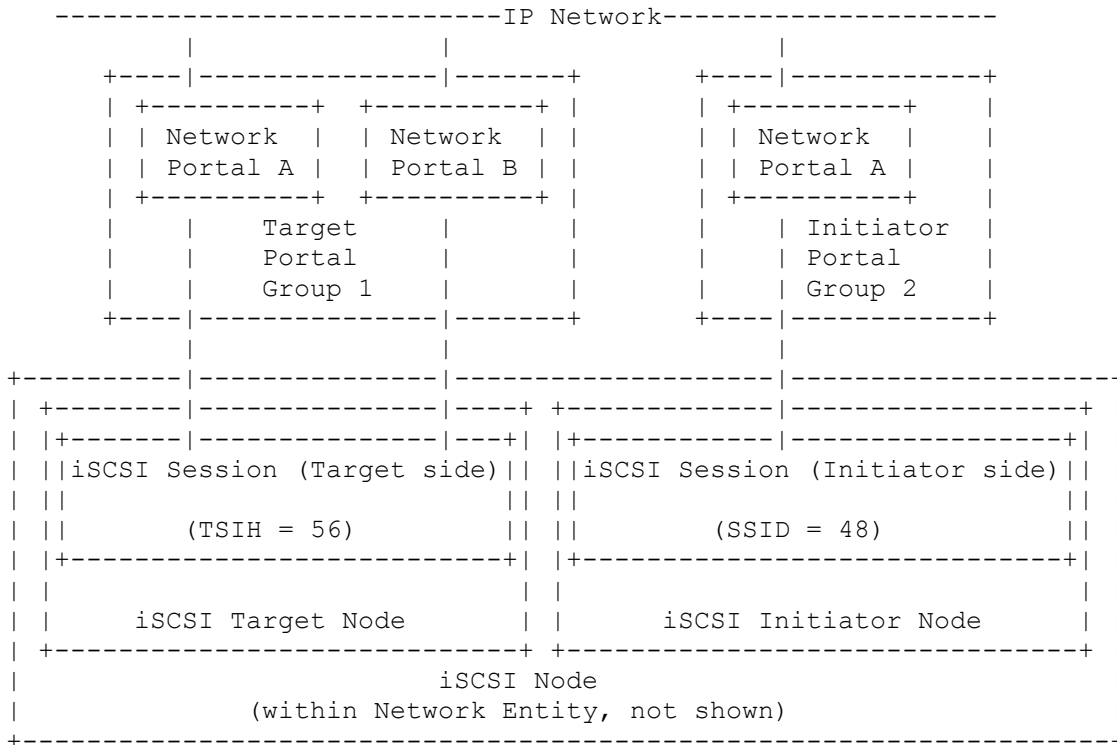 IP Network
Network Network Network
Portal A Portal B Portal A
Target Initiator
Portal Portal
Group 1 Group 2
iSCSI Session (Target side) iSCSI Session (Initiator side)
(TSIH = 56) (SSID = 48)
iSCSI Target Node iSCSI Initiator Node
iSCSI Node
(within Network Entity, not shown)